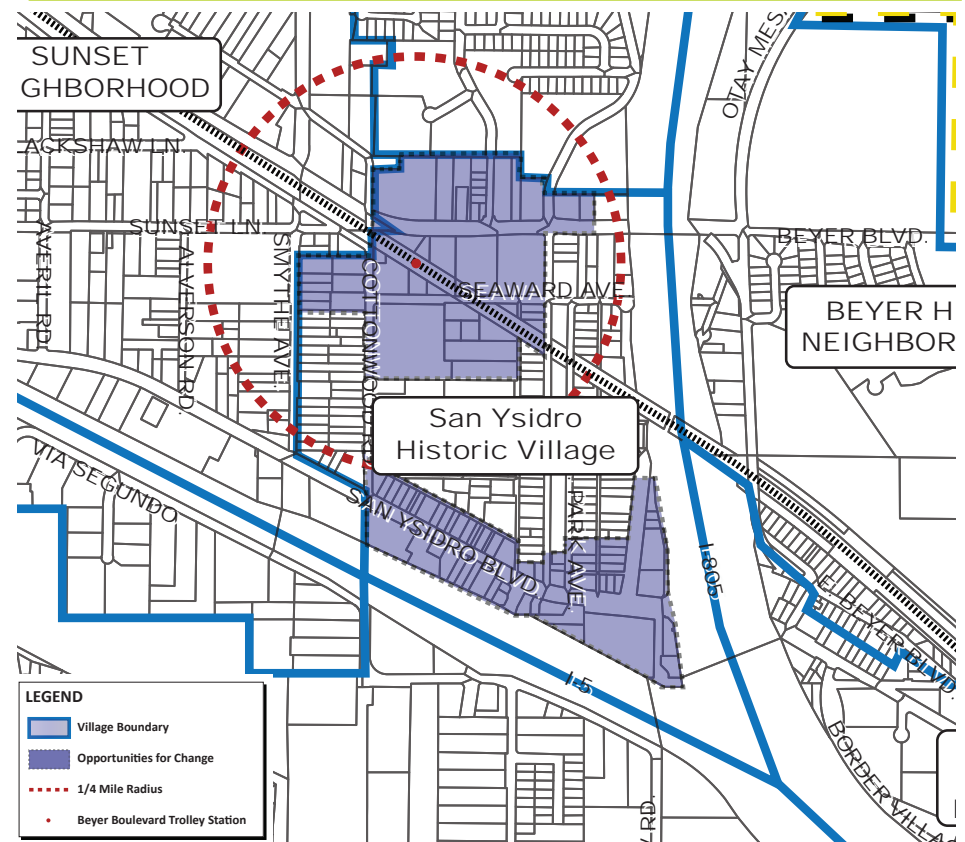 SUNSET
GHBORHOOD
OTAY MESA
ACKSHAW LN.
SUNSET LN.
AVERIL RD.
ALVERSON RD.
SMYTHE AVE.
COTTONWOOD RD.
BEYER BLVD.
SEAWARD AVE.
BEYER H
NEIGHBOR
San Ysidro
Historic Village
VIA SEGUNDO
SAN YSIDRO BLVD.
PARK AVE.
I-805
E. BEYER BLVD.
I-5
BORDER VILLAG
RD.
LEGEND
Village Boundary
Opportunities for Change
1/4 Mile Radius
Beyer Boulevard Trolley Station